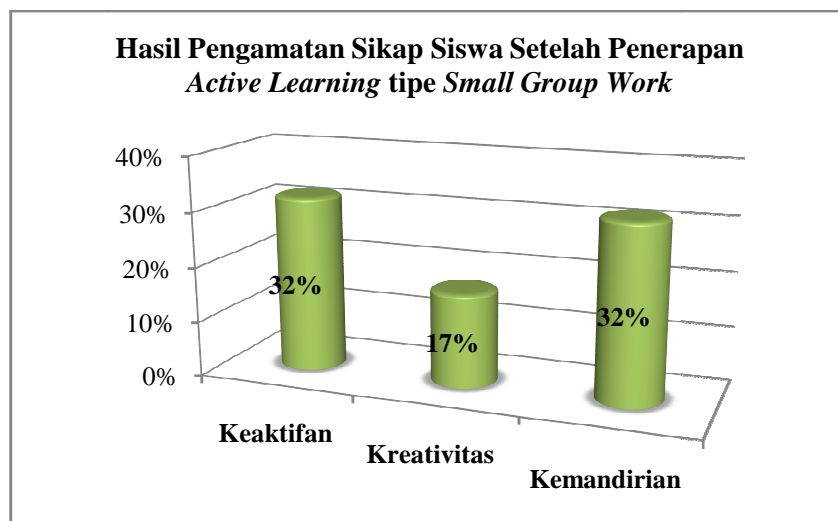 Hasil Pengamatan Sikap Siswa Setelah Penerapan
Active Learning tipe Small Group Work
40%
30%
20%
10%
0%
32%
17%
32%
Keaktifan
Kreativitas
Kemandirian